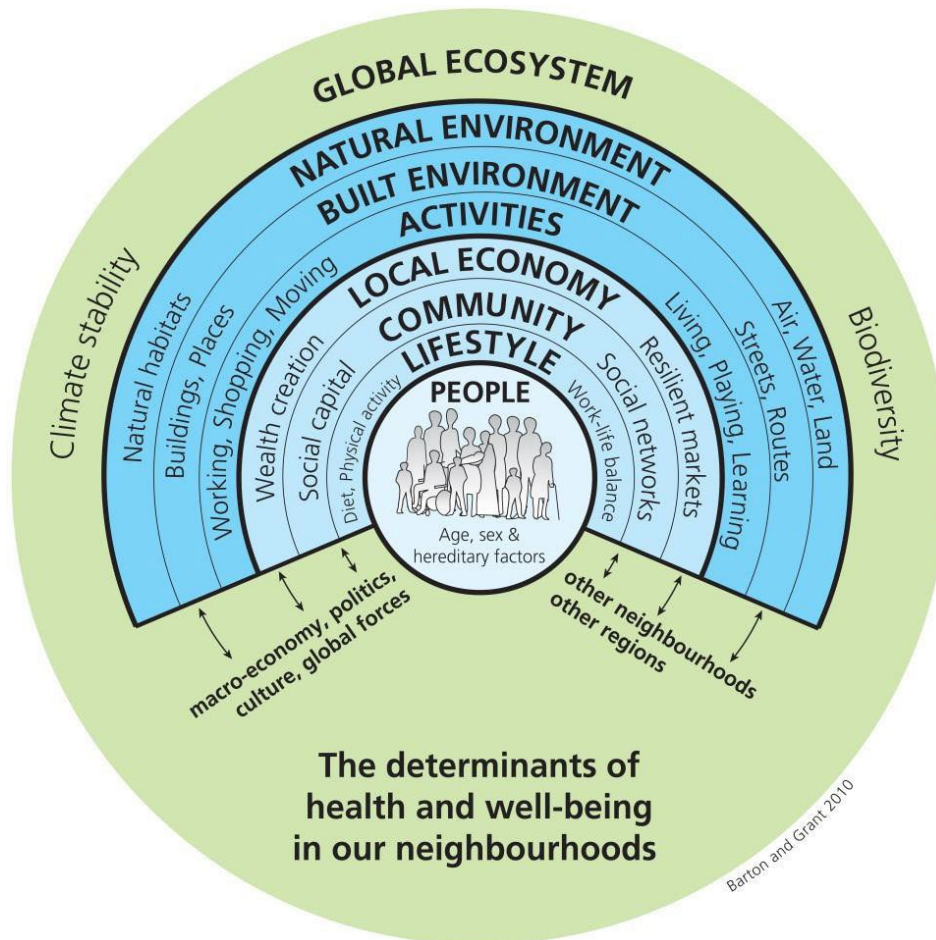 GLOBAL ECOSYSTEM
NATURAL ENVIRONMENT
BUILT ENVIRONMENT
ACTIVITIES
LOCAL ECONOMY
COMMUNITY
LIFESTYLE
PEOPLE
Age, sex &
hereditary factors
Climate stability
Natural habitats
Buildings, Places
Working, Shopping, Moving
Wealth creation
Social capital
Diet, Physical activity
Work-life balance
Social networks
Resilient markets
Living, Playing, Learning
Streets, Routes
Air, Water, Land
Biodiversity
macro-economy, politics,
culture, global forces
other neighbourhoods
other regions
The determinants of
health and well-being
in our neighbourhoods
Barton and Grant 2010